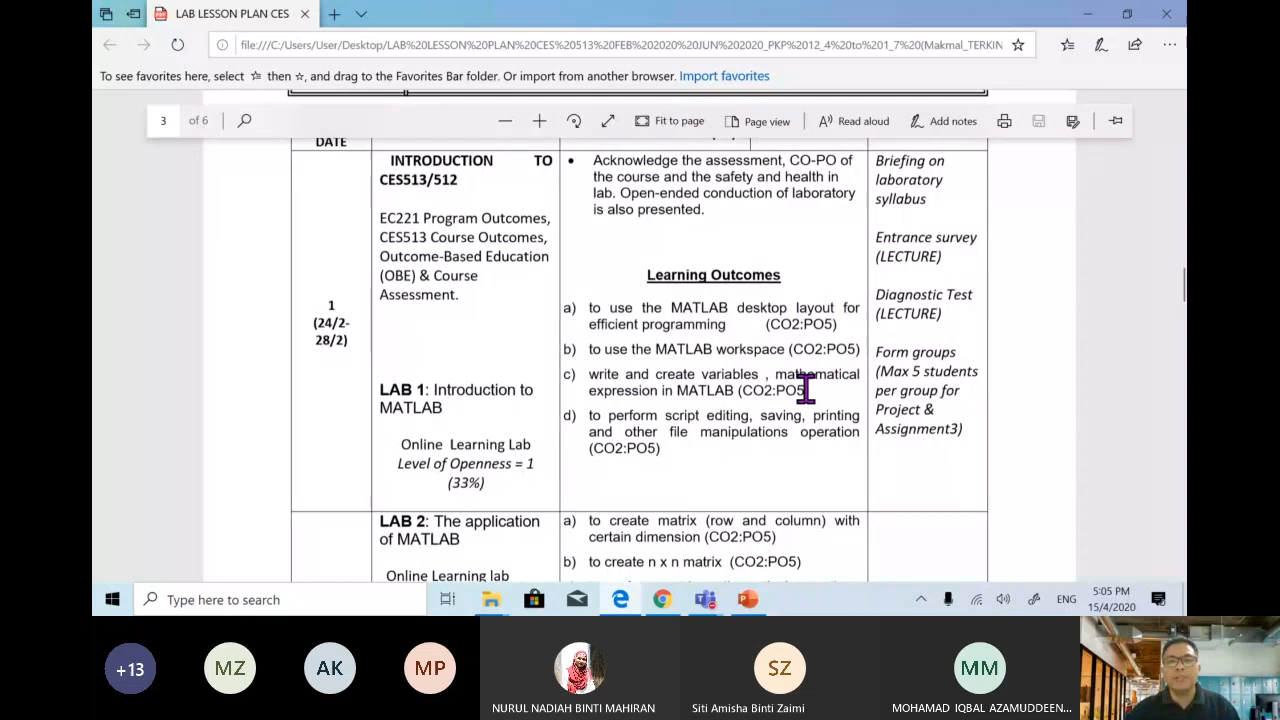 LAB LESSON PLAN CES
file:///C:/Users/User/Desktop/LAB%20LESSON%20PLAN%20CES%20513%20FEB%202020%20JUN%202020_PKP%2012_4%20to%201_7%20(Makmal_TERKIN
To see favorites here, select then ☆, and drag to the Favorites Bar folder. Or import from another browser. Import favorites
3 of 6 Fit to page Page view Read aloud Add notes
DATE
INTRODUCTION TO
CES513/512
EC221 Program Outcomes,
CES513 Course Outcomes,
Outcome-Based Education
(OBE) & Course
Assessment.
1
(24/2-
28/2)
LAB 1: Introduction to
MATLAB
Online Learning Lab
Level of Openness = 1
(33%)
• Acknowledge the assessment, CO-PO of
the course and the safety and health in
lab. Open-ended conduction of laboratory
is also presented.
Learning Outcomes
a) to use the MATLAB desktop layout for
efficient programming (CO2:PO5)
b) to use the MATLAB workspace (CO2:PO5)
c) write and create variables , mathematical
expression in MATLAB (CO2:PO5
d) to perform script editing, saving, printing
and other file manipulations operation
(CO2:PO5)
Briefing on
laboratory
syllabus
Entrance survey
(LECTURE)
Diagnostic Test
(LECTURE)
Form groups
(Max 5 students
per group for
Project &
Assignment3)
LAB 2: The application
of MATLAB
Online Learning lab
a) to create matrix (row and column) with
certain dimension (CO2:PO5)
b) to create n x n matrix (CO2:PO5)
Type here to search
ENG
5:05 PM
15/4/2020
+13
MZ
AK
MP
NURUL NADIAH BINTI MAHIRAN
SZ
Siti Amisha Binti Zaimi
MM
MOHAMAD IQBAL AZAMUDDEEN...